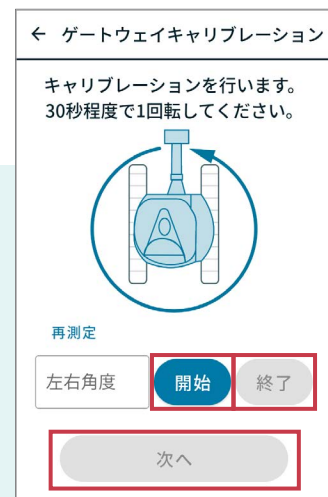 ← ゲートウェイキャリブレーション
キャリブレーションを行います。
30秒程度で1回転してください。
再測定
左右角度 開始 終了
次へ